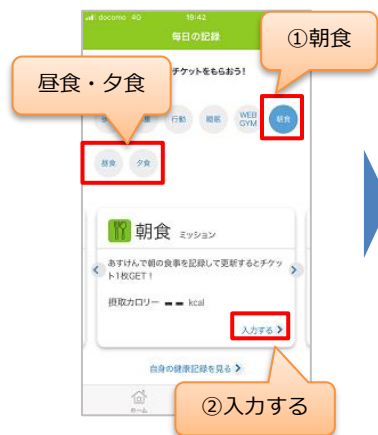 docomo 4G 18:42
毎日の記録
①朝食
チケットをもらおう!
昼食・夕食
行動 睡眠 WEB GYM 朝食
昼食 夕食
朝食 ミッション
あすけんで朝の食事を記録して更新するとチケッ
ト1枚GET!
摂取カロリー -- kcal
入力する
自身の健康記録を見る
②入力する
ホーム